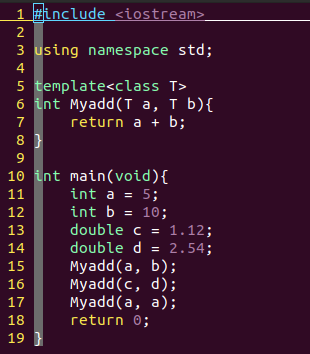 1 #include <iostream>
2
3 using namespace std;
4
5 template<class T>
6 int Myadd(T a, T b){
7     return a + b;
8 }
9
10 int main(void){
11     int a = 5;
12     int b = 10;
13     double c = 1.12;
14     double d = 2.54;
15     Myadd(a, b);
16     Myadd(c, d);
17     Myadd(a, a);
18     return 0;
19 }